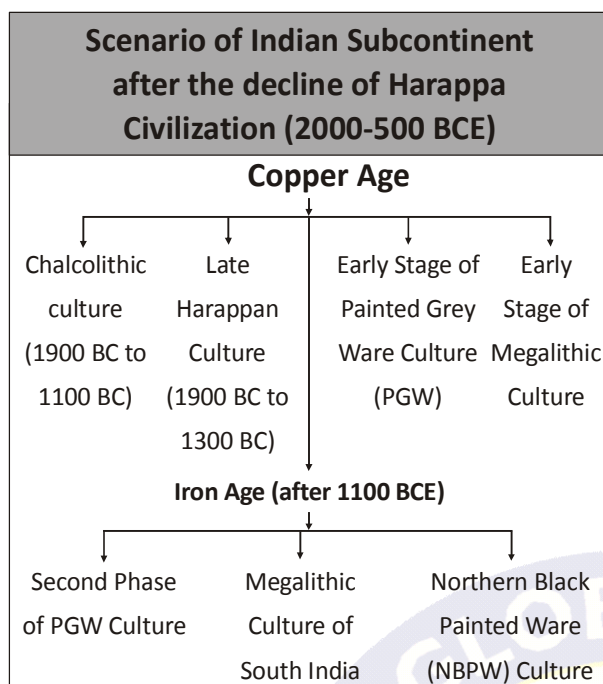 Scenario of Indian Subcontinent
after the decline of Harappa
Civilization (2000-500 BCE)
Copper Age
Chalcolithic
culture
(1900 BC to
1100 BC)
Late
Harappan
Culture
(1900 BC to
1300 BC)
Early Stage of
Painted Grey
Ware Culture
(PGW)
Early
Stage of
Megalithic
Culture
Iron Age (after 1100 BCE)
Second Phase
of PGW Culture
Megalithic
Culture of
South India
Northern Black
Painted Ware
(NBPW) Culture